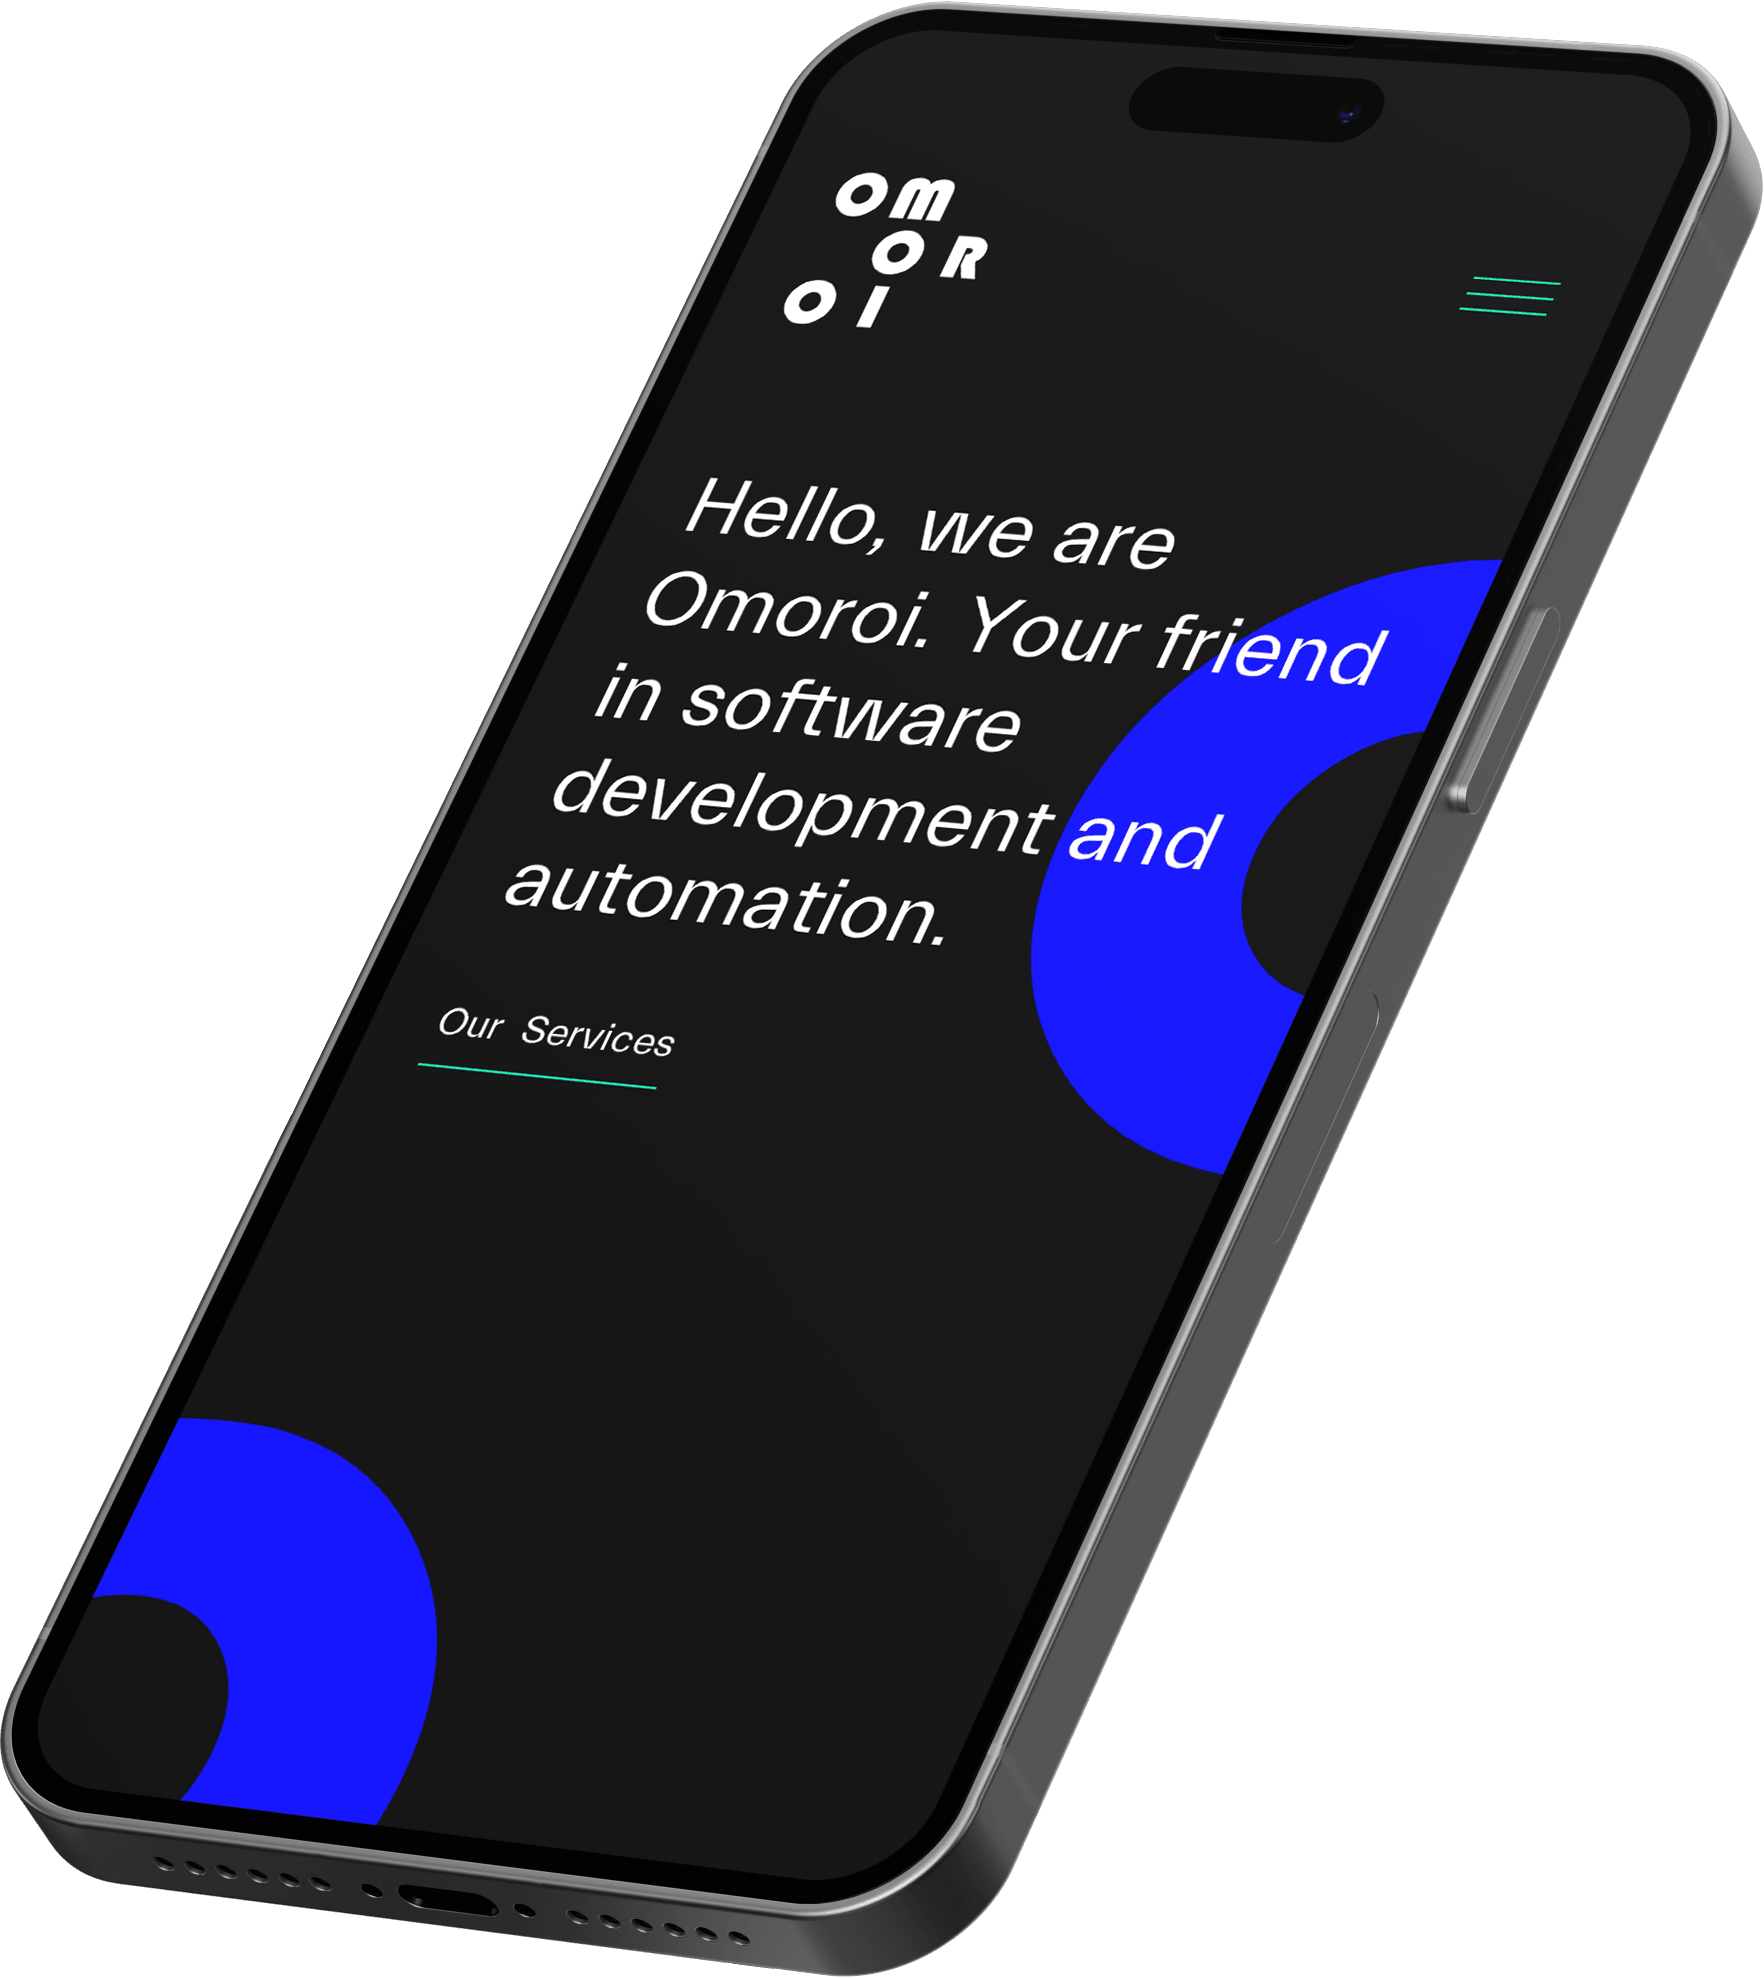 OM
OR
OI
Hello, we are
Omoroi. Your friend
in software
development and
automation.
Our Services